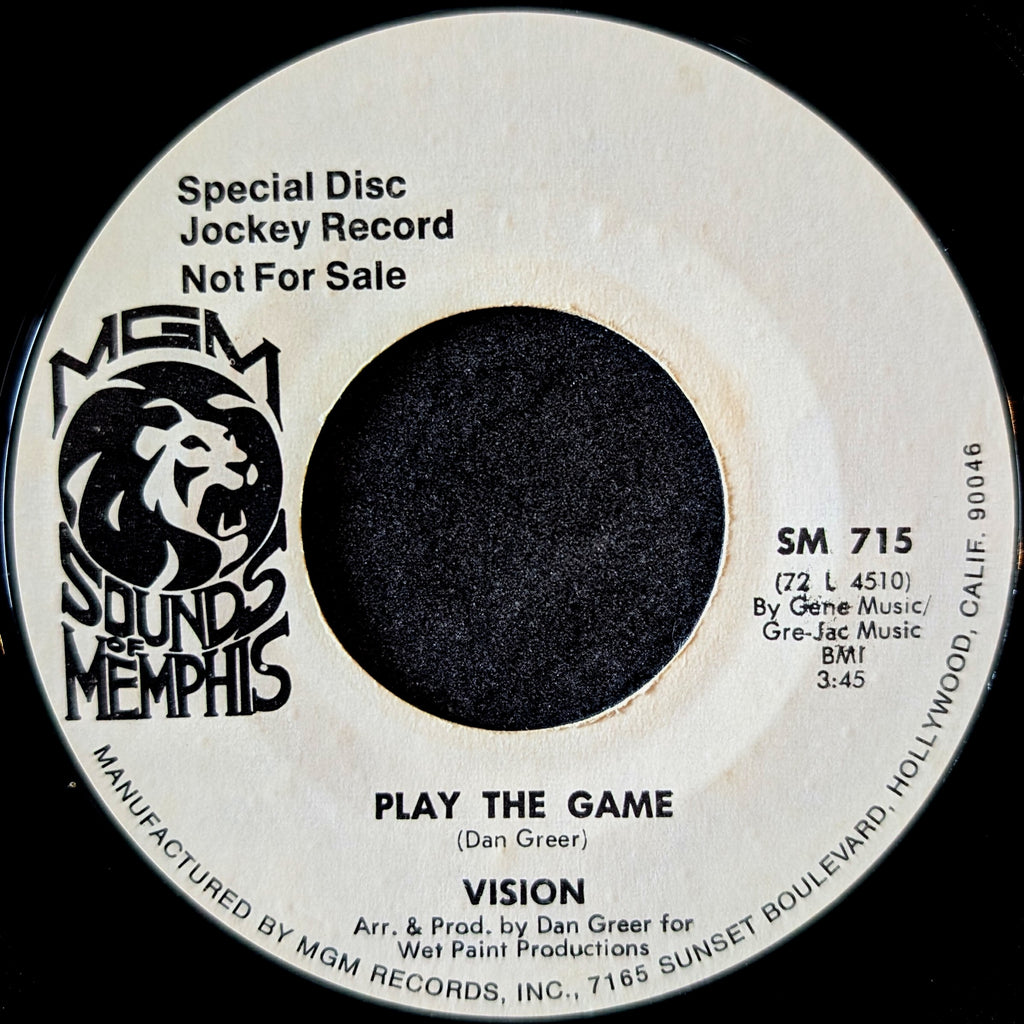 Special Disc
Jockey Record
Not For Sale
MGM
SOUNDS
OF
MEMPHIS
SM 715
(72 L 4510)
By Gene Music/
Gre-Jac Music
BMI
3:45
PLAY THE GAME
(Dan Greer)
VISION
Arr. & Prod. by Dan Greer for
Wet Paint Productions
MANUFACTURED BY MGM RECORDS, INC., 7165 SUNSET BOULEVARD, HOLLYWOOD, CALIF. 90046